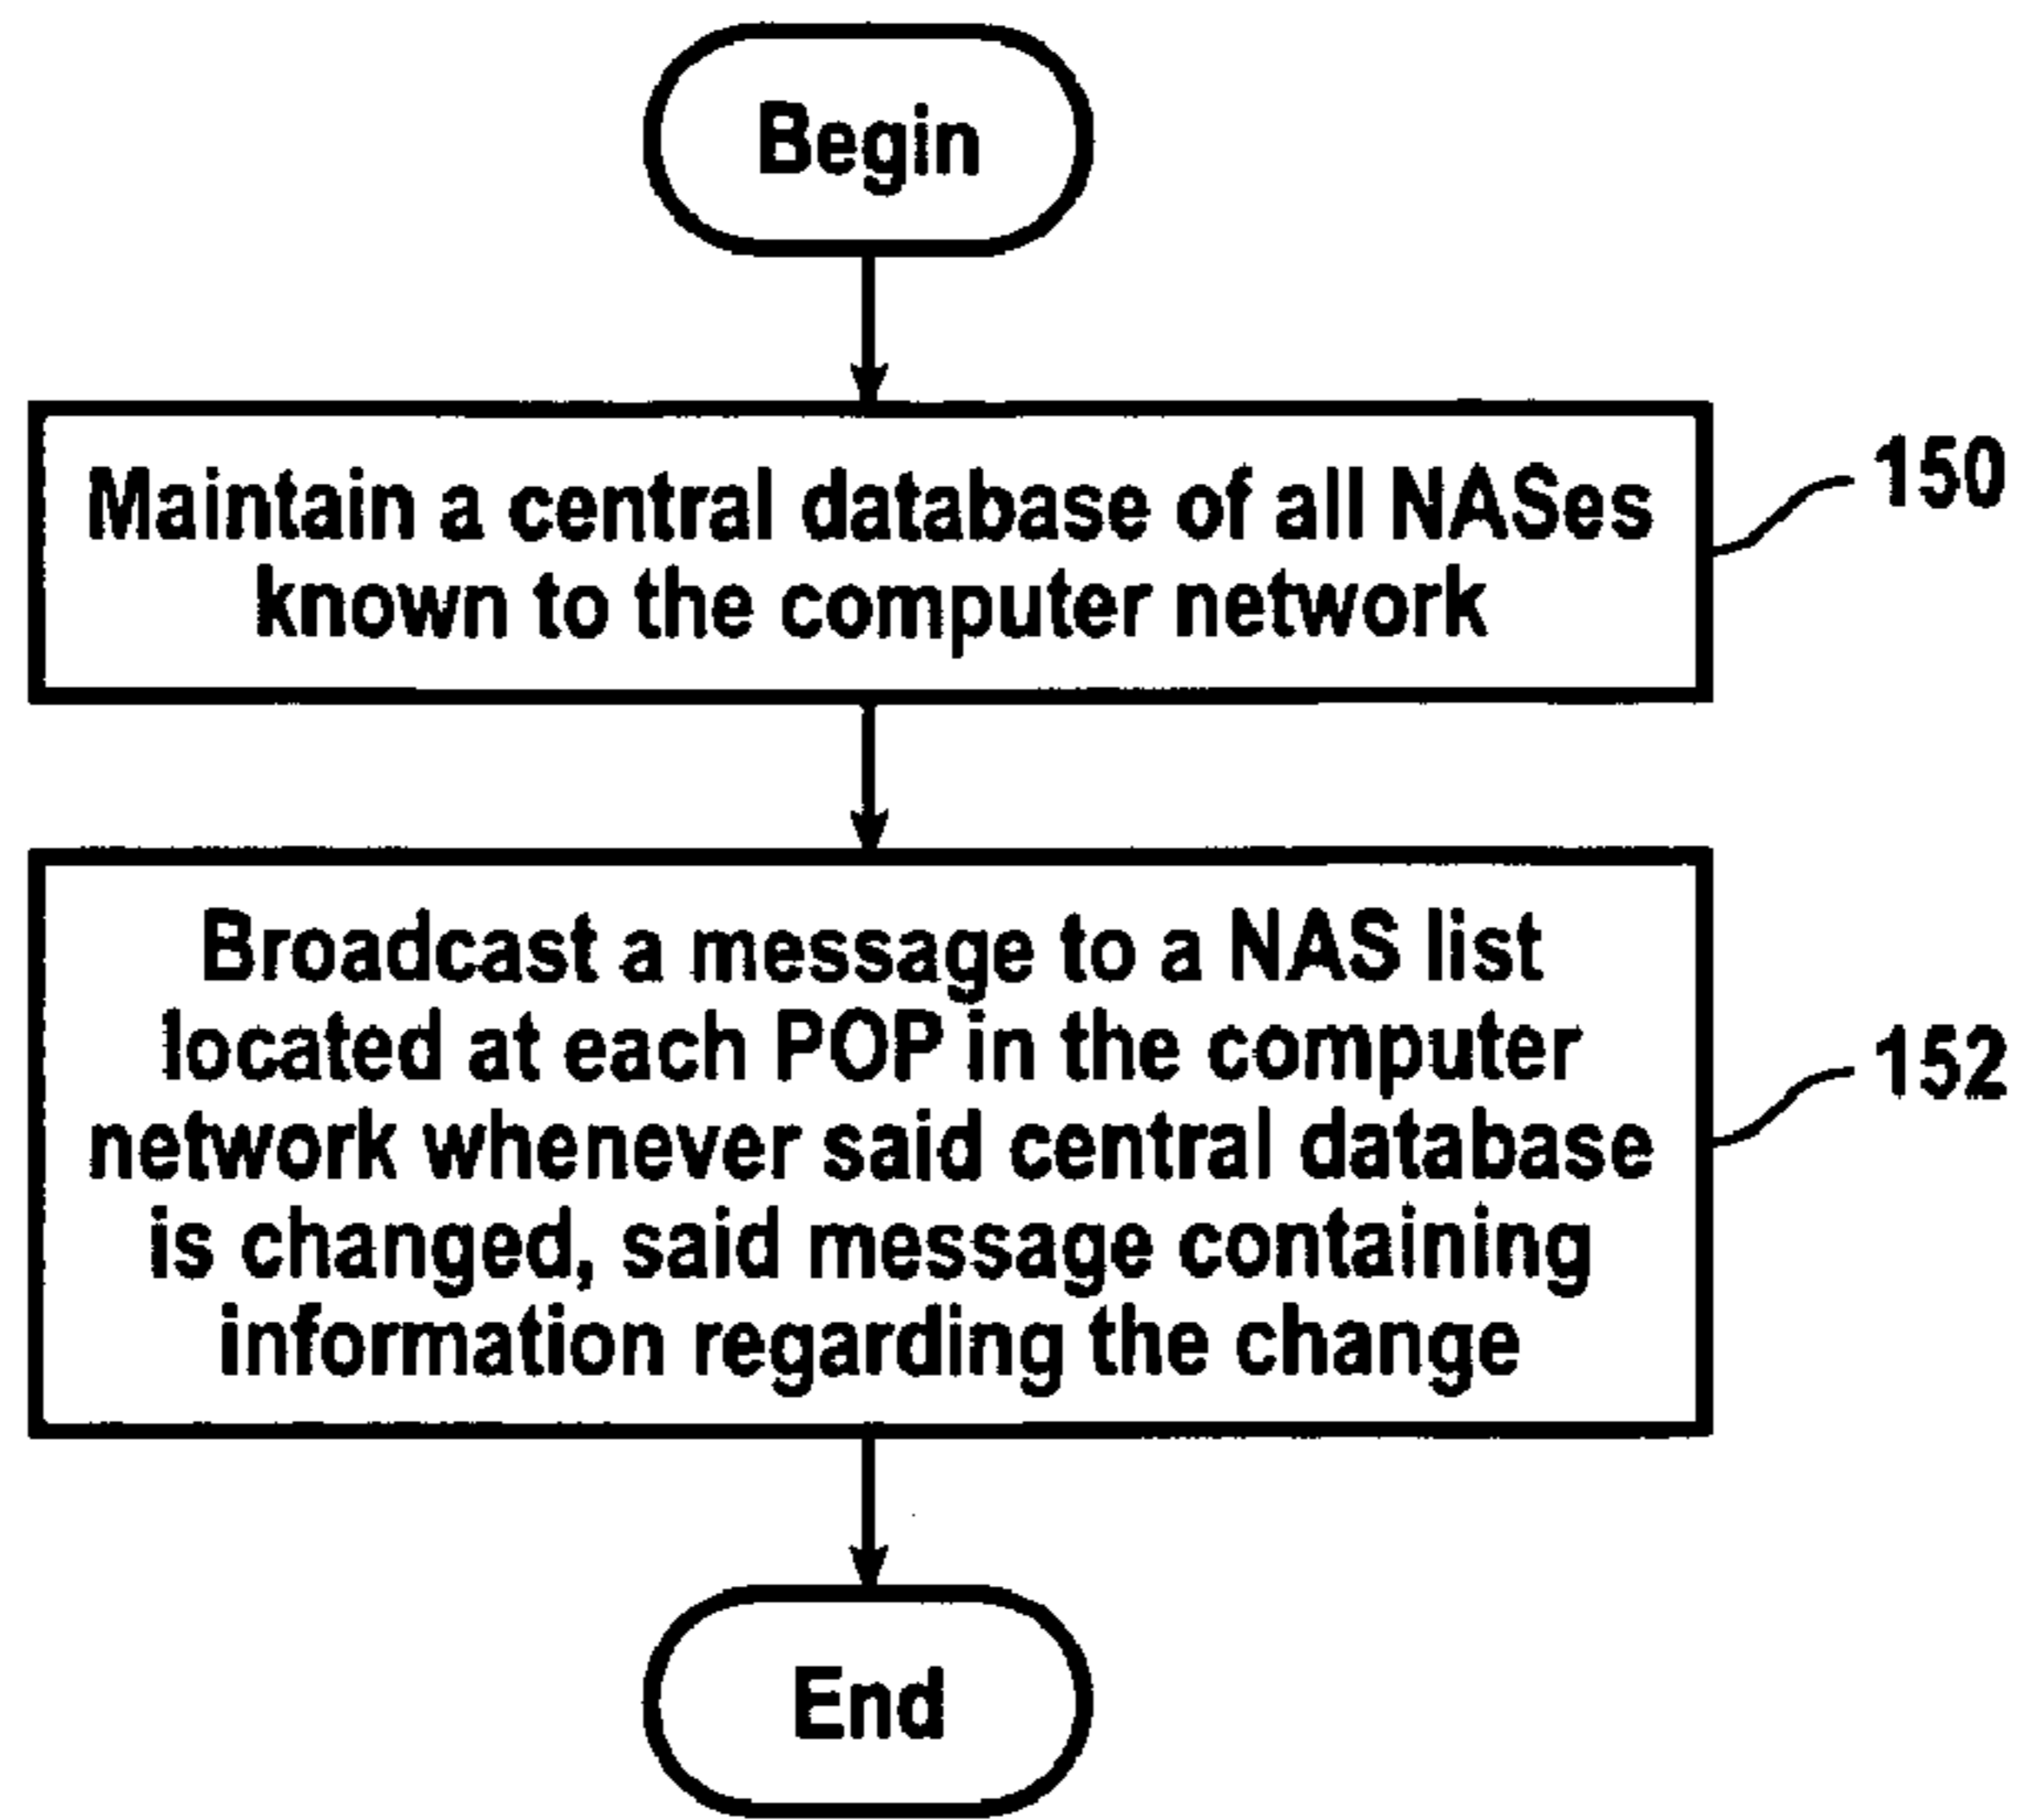 Begin
Maintain a central database of all NASes
known to the computer network
150
Broadcast a message to a NAS list
located at each POP in the computer
network whenever said central database
is changed, said message containing
information regarding the change
152
End